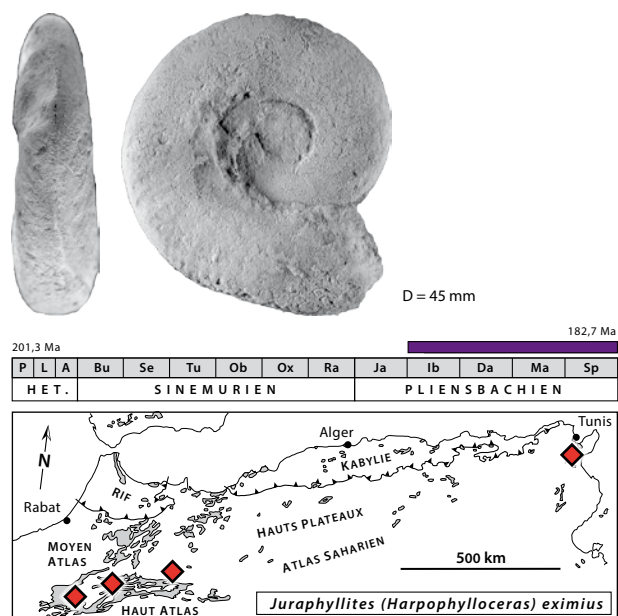 D = 45 mm
201,3 Ma
182,7 Ma
P L A Bu Se Tu Ob Ox Ra Ja Ib Da Ma Sp
HET. SINEMURIEN PLIENSBACHIEN
Tunis
Alger
KABYLIE
N
RIF
Rabat
HAUTS PLATEAUX
MOYEN
ATLAS
ATLAS SAHARIEN
500 km
HAUT ATLAS
Juraphyllites (Harpophylloceras) eximius